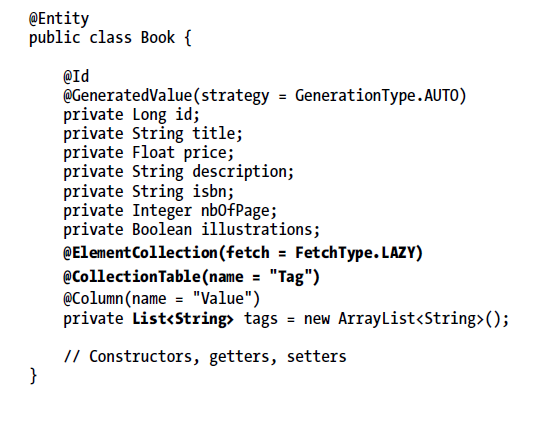 @Entity
public class Book {
@Id
@GeneratedValue(strategy = GenerationType.AUTO)
private Long id;
private String title;
private Float price;
private String description;
private String isbn;
private Integer nbOfPage;
private Boolean illustrations;
@ElementCollection(fetch = FetchType.LAZY)
@CollectionTable(name = "Tag")
@Column(name = "Value")
private List<String> tags = new ArrayList<String>();
// Constructors, getters, setters
}